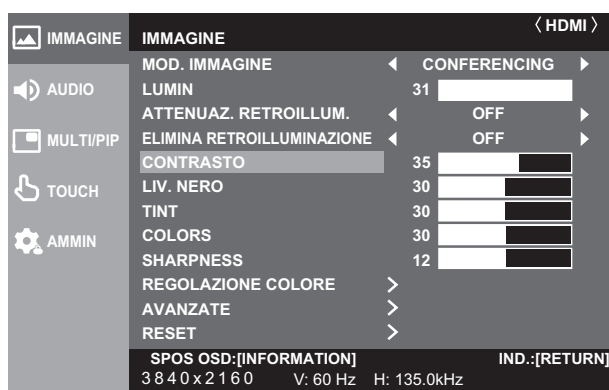 〈 HDMI 〉
IMMAGINE
AUDIO
MULTI/PIP
TOUCH
AMMIN
IMMAGINE
MOD. IMMAGINE CONFERENCING
LUMIN 31
ATTENUAZ. RETROILLUM. OFF
ELIMINA RETROILLUMINAZIONE OFF
CONTRASTO 35
LIV. NERO 30
TINT 30
COLORS 30
SHARPNESS 12
REGOLAZIONE COLORE
AVANZATE
RESET
SPOS OSD:[INFORMATION] IND.:[RETURN]
3840x2160 V: 60 Hz H: 135.0kHz